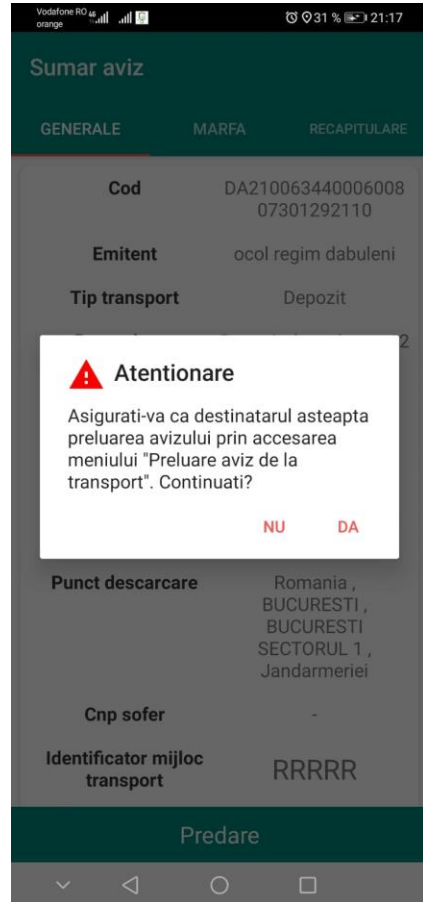 Vodafone RO 46 31 % 21:17
orange
Sumar aviz
GENERALE MARFA RECAPITULARE
Cod DA210063440006008
07301292110
Emitent ocol regim dabuleni
Tip transport Depozit
2
Atentionare
Asigurati-va ca destinatarul asteapta
preluarea avizului prin accesarea
meniului "Preluare aviz de la
transport". Continuati?
NU DA
Punct descarcare Romania ,
BUCURESTI ,
BUCURESTI
SECTORUL 1 ,
Jandarmeriei
Cnp sofer -
Identificator mijloc
transport RRRRR
Predare